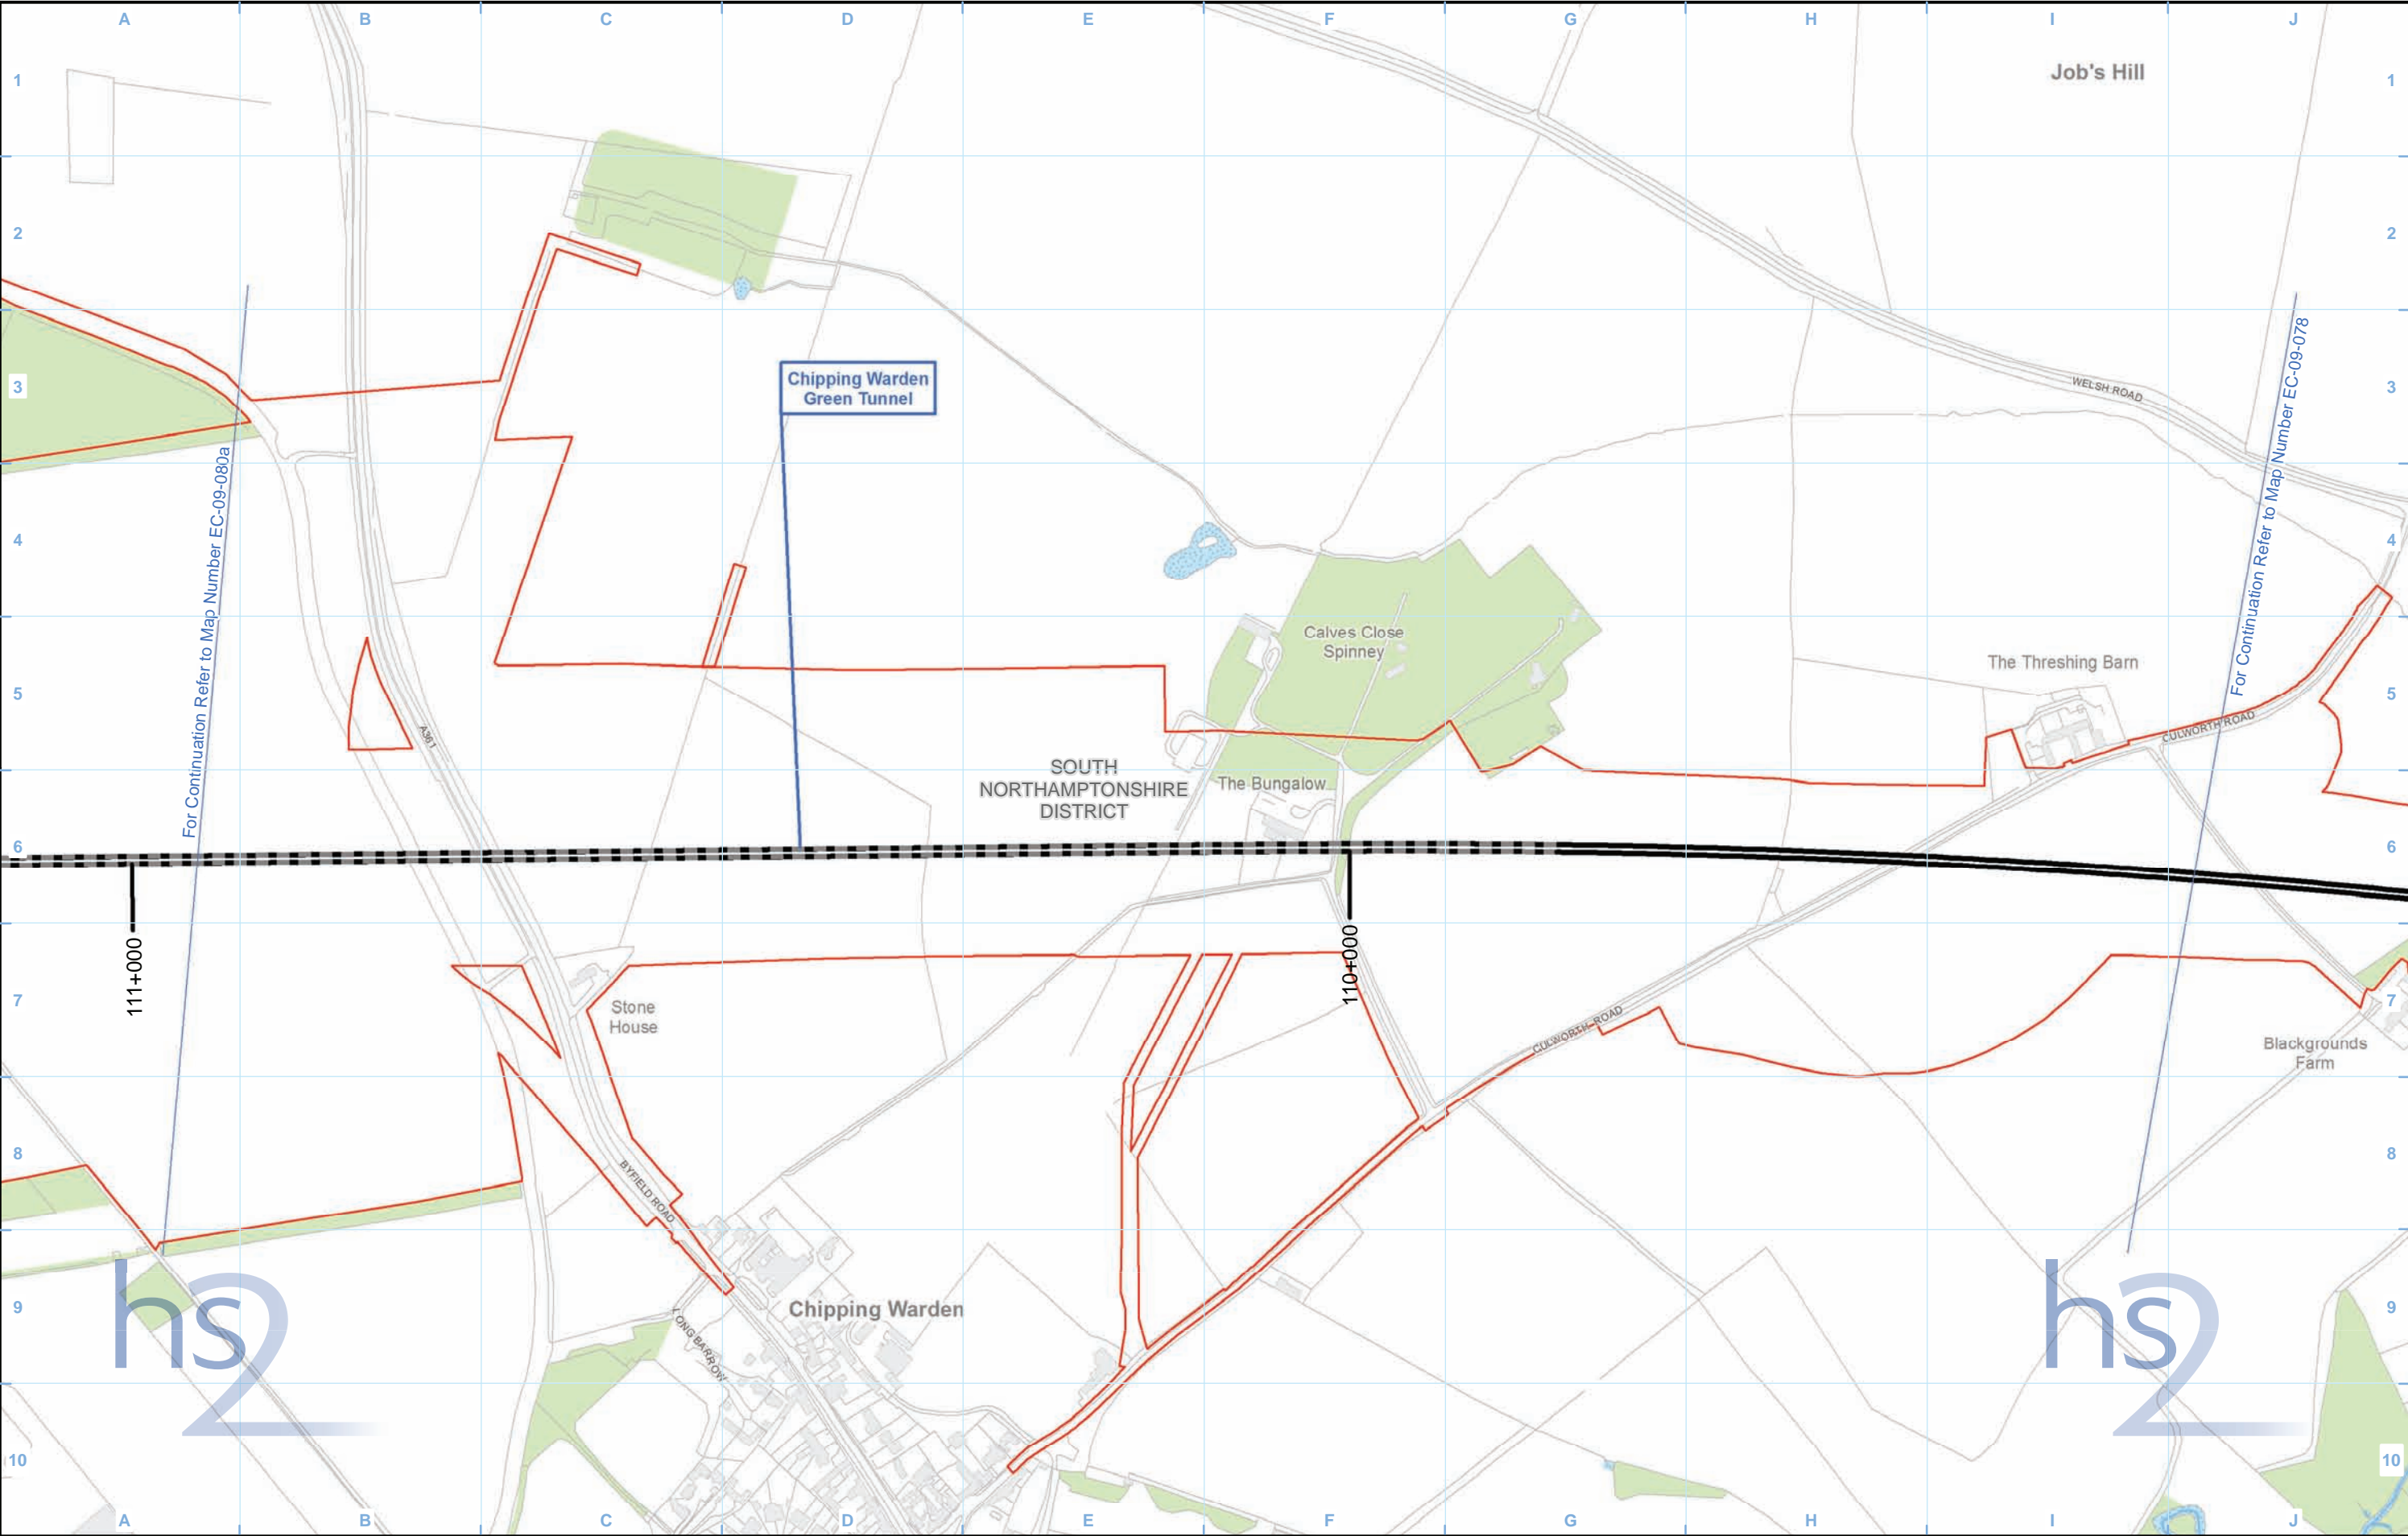 A B C D E F G H I J
1 1
Job's Hill
2 2
3 3
Chipping Warden
Green Tunnel
WELSH ROAD
For Continuation Refer to Map Number EC-09-080a
For Continuation Refer to Map Number EC-09-078
4 4
Calves Close
Spinney
The Threshing Barn
5 5
A361
CULWORTH ROAD
SOUTH
NORTHAMPTONSHIRE
DISTRICT
The Bungalow
6 6
111+000
110+000
7 7
Stone
House
CULWORTH ROAD
Blackgrounds
Farm
8 8
BYFIELD ROAD
9 9
hs2
Chipping Warden
LONG BARROW
hs2
10 10
A B C D E F G H I J